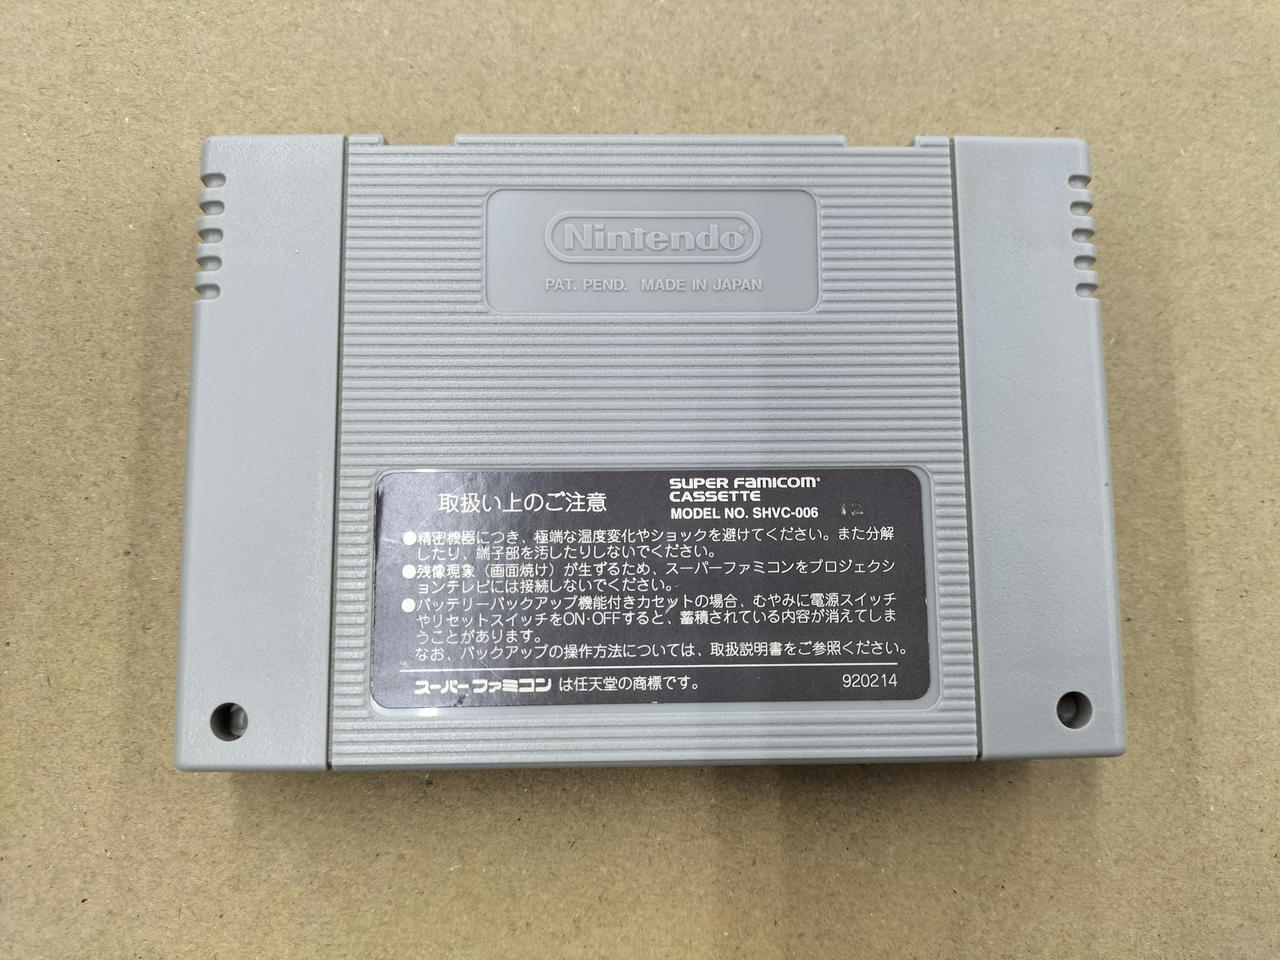 Nintendo®
PAT. PEND. MADE IN JAPAN
取扱い上のご注意
SUPER FAMICOM®
CASSETTE
MODEL NO. SHVC-006
12
●精密機器につき、極端な温度変化やショックを避けてください。また分解
したり、端子部を汚したりしないでください。
●残像現象（画面焼け）が生ずるため、スーパーファミコンをプロジェクシ
ョンテレビには接続しないでください。
●バッテリーバックアップ機能付きカセットの場合、むやみに電源スイッチ
やリセットスイッチをON・OFFすると、蓄積されている内容が消えてしま
うことがあります。
なお、バックアップの操作方法については、取扱説明書をご参照ください。
スーパーファミコン は任天堂の商標です。
920214